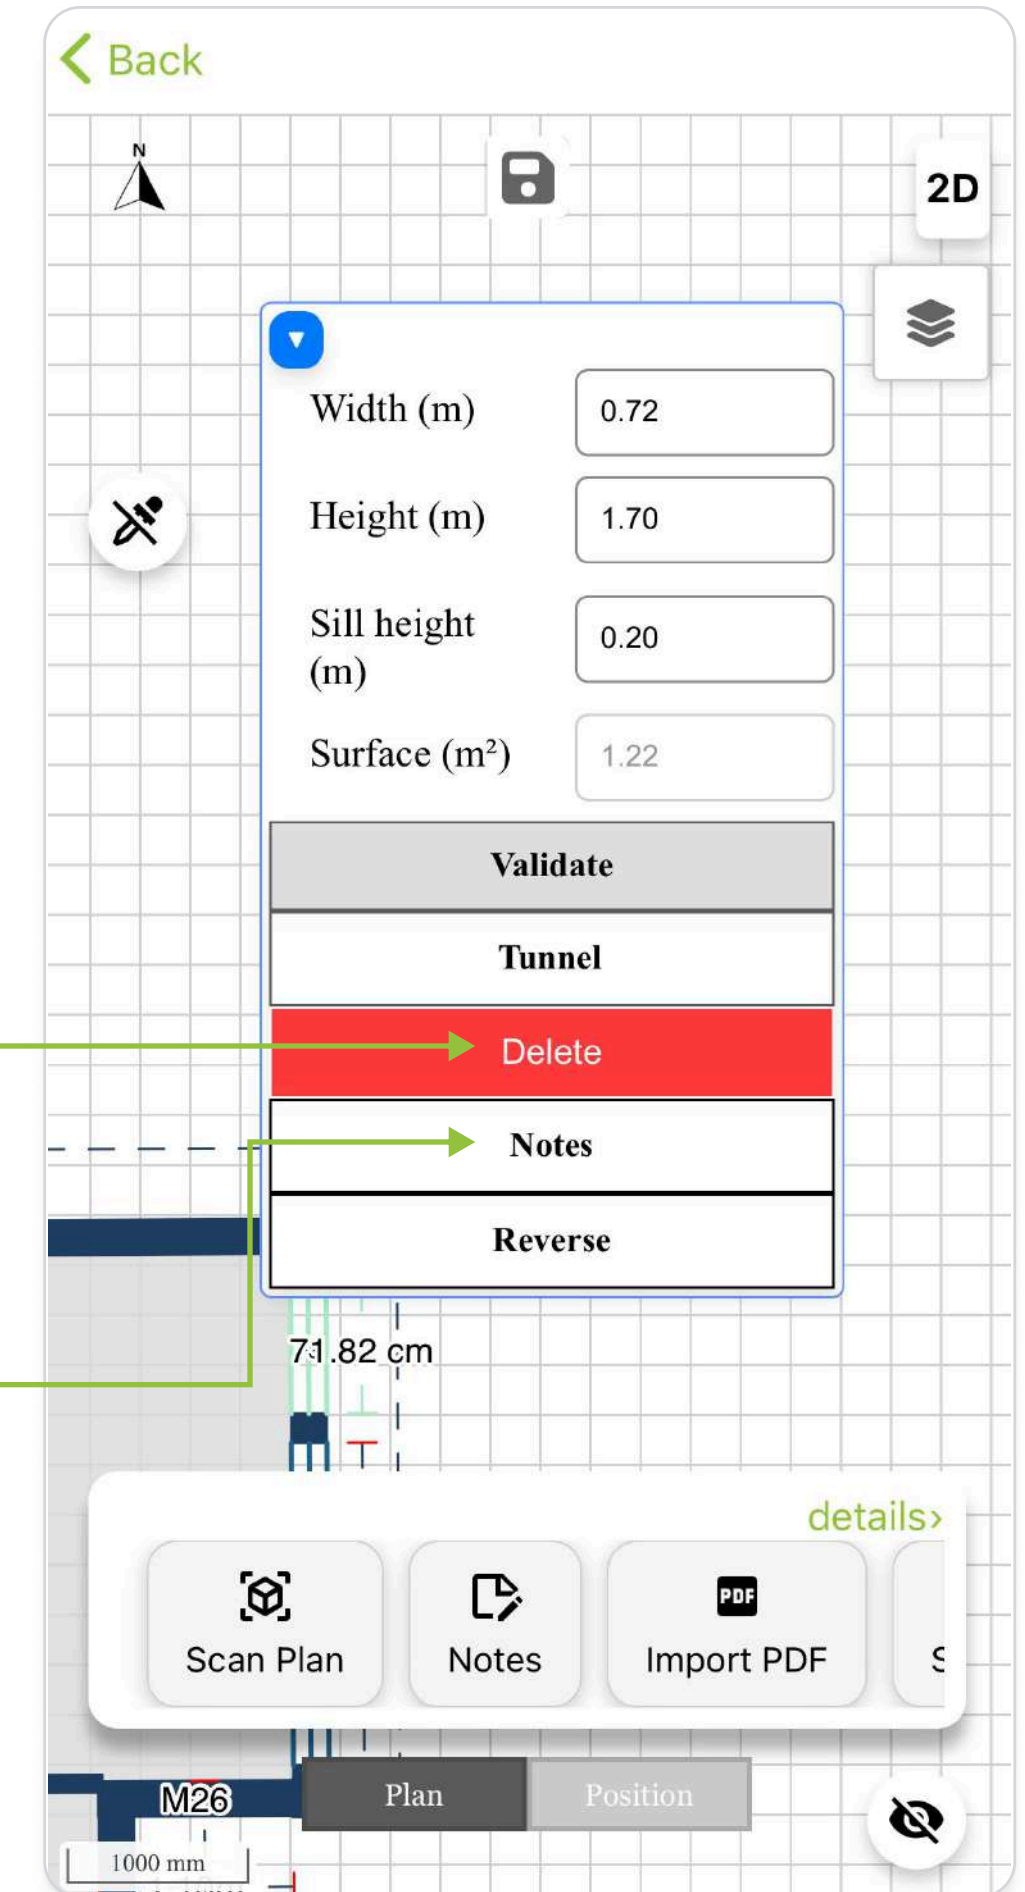 Back
N
2D
Width (m)
0.72
Height (m)
1.70
Sill height
(m)
0.20
Surface (m²)
1.22
Validate
Tunnel
Delete
Notes
Reverse
71.82 cm
details›
Scan Plan
Notes
PDF
Import PDF
Plan
Position
M26
1000 mm